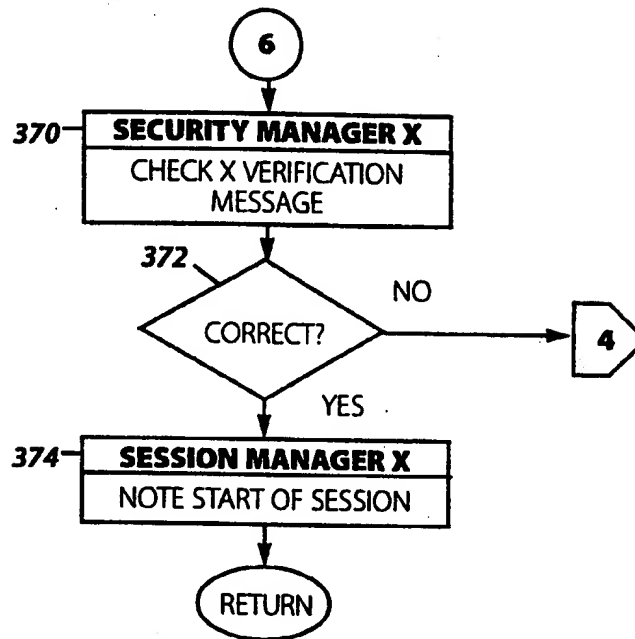 6
370
SECURITY MANAGER X
CHECK X VERIFICATION
MESSAGE
372
CORRECT?
NO
4
YES
374
SESSION MANAGER X
NOTE START OF SESSION
RETURN